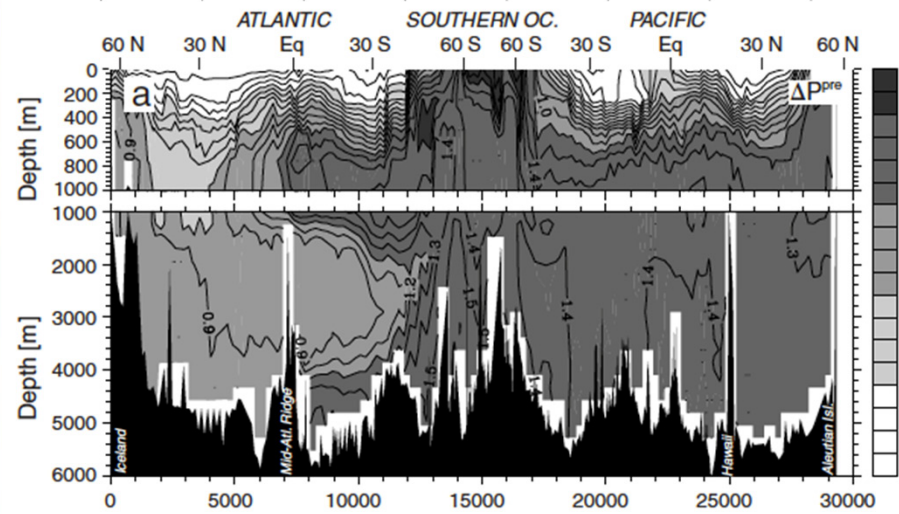 ATLANTIC SOUTHERN OC. PACIFIC
60 N 30 N Eq 30 S 60 S 60 S 30 S Eq 30 N 60 N
a
ΔPpre
0
200
400
600
800
1000
Depth [m]
0.9
1.4
1.0
1.4
1000
2000
3000
4000
5000
6000
Depth [m]
0.9
0.9
1.2
1.3
1.4
1.5
1.5
1.4
1.4
1.4
1.3
Iceland
Mid-Atl. Ridge
Hawaii
Aleutian Isl.
0 5000 10000 15000 20000 25000 30000